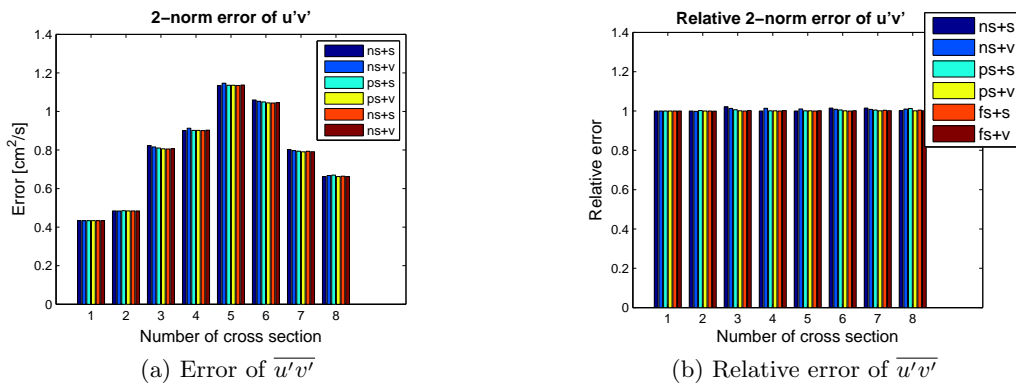 2−norm error of u'v'
1.4
1.2
1
0.8
0.6
0.4
0.2
0
Error [cm²/s]
ns+s
ns+v
ps+s
ps+v
ns+s
ns+v
1 2 3 4 5 6 7 8
Number of cross section
(a) Error of u′v′
Relative 2−norm error of u'v'
1.4
1.2
1
0.8
0.6
0.4
0.2
0
Relative error
ns+s
ns+v
ps+s
ps+v
fs+s
fs+v
1 2 3 4 5 6 7 8
Number of cross section
(b) Relative error of u′v′